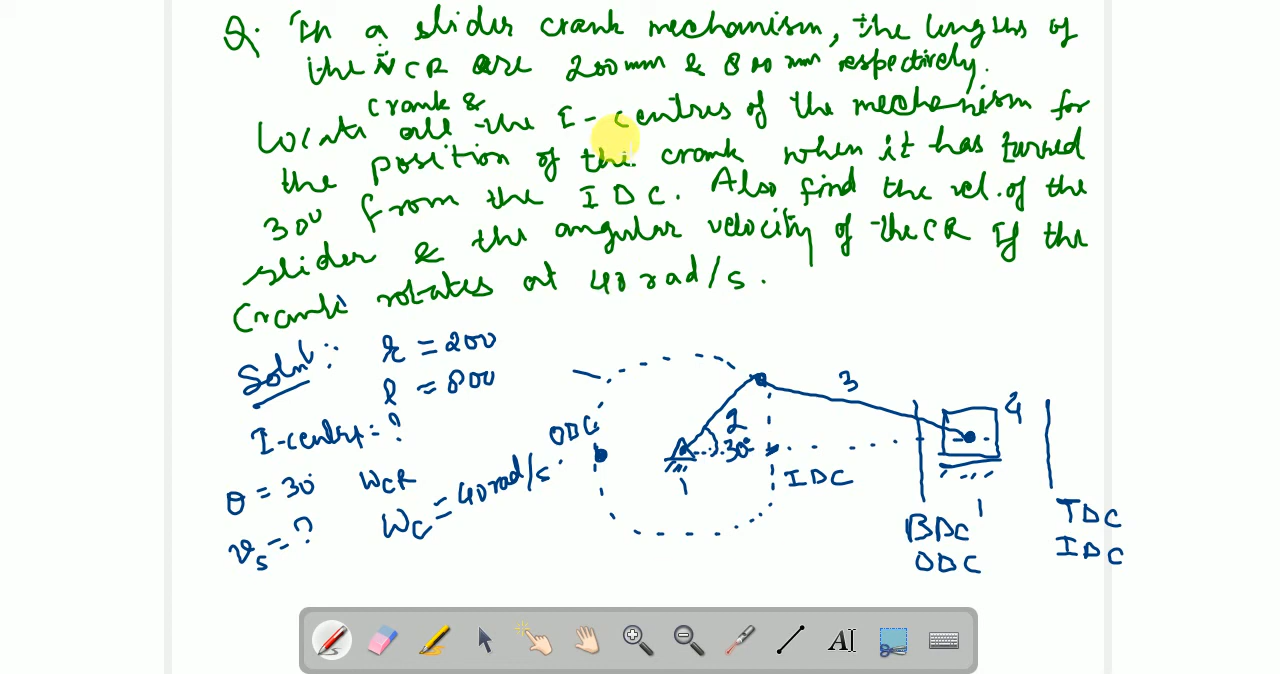 Q. In a slider crank mechanism, the lengths of
the CR are 200mm & 800 mm respectively.
crank &
Locate all the I-centres of the mechanism for
the position of the crank when it has turned
30° from the IDC. Also find the vel. of the
slider & the angular velocity of the CR If the
Crank rotates at 40 rad/s.
Soln:
r = 200
l = 800
I-centre = ?
θ = 30° ωCR
vs = ?
ωc = 40 rad/s.
ODC
2
30°
1
3
IDC
4
1
BDC
ODC
TDC
IDC
AI